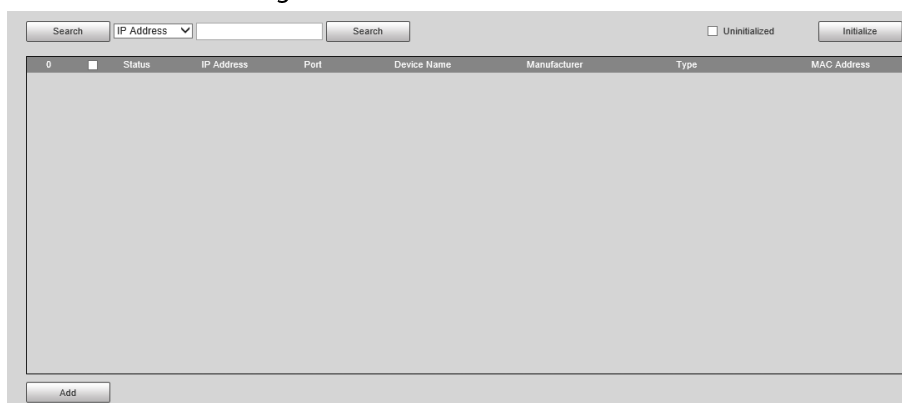 Search IP Address Search Uninitialized Initialize
0 Status IP Address Port Device Name Manufacturer Type MAC Address
Add